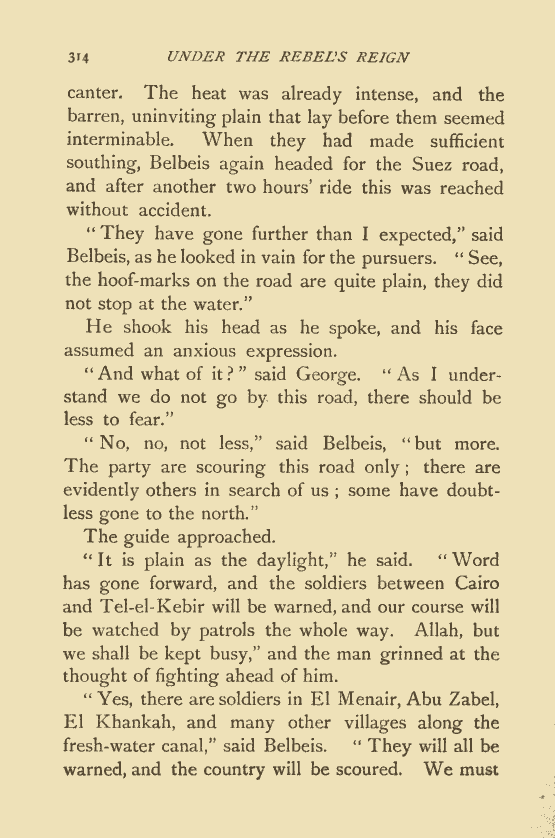 314 UNDER THE REBEL'S REIGN
canter. The heat was already intense, and the
barren, uninviting plain that lay before them seemed
interminable. When they had made sufficient
southing, Belbeis again headed for the Suez road,
and after another two hours' ride this was reached
without accident.
"They have gone further than I expected," said
Belbeis, as he looked in vain for the pursuers. "See,
the hoof-marks on the road are quite plain, they did
not stop at the water."
He shook his head as he spoke, and his face
assumed an anxious expression.
"And what of it?" said George. "As I under-
stand we do not go by this road, there should be
less to fear."
"No, no, not less," said Belbeis, "but more.
The party are scouring this road only; there are
evidently others in search of us; some have doubt-
less gone to the north."
The guide approached.
"It is plain as the daylight," he said. "Word
has gone forward, and the soldiers between Cairo
and Tel-el-Kebir will be warned, and our course will
be watched by patrols the whole way. Allah, but
we shall be kept busy," and the man grinned at the
thought of fighting ahead of him.
"Yes, there are soldiers in El Menair, Abu Zabel,
El Khankah, and many other villages along the
fresh-water canal," said Belbeis. "They will all be
warned, and the country will be scoured. We must